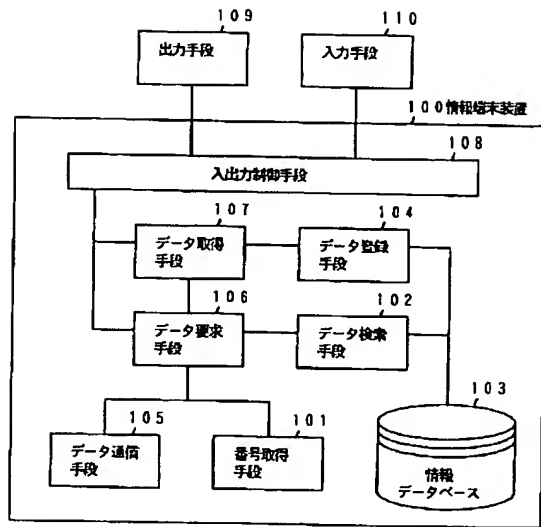 109
110
出力手段
入力手段
100情報端末装置
108
入出力制御手段
107
104
データ取得
手段
データ登録
手段
106
102
データ要求
手段
データ検索
手段
103
105
101
データ通信
手段
番号取得
手段
情報
データベース